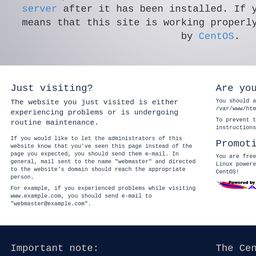 server after it has been installed. If y
means that this site is working properly
by CentOS.
Just visiting?
The website you just visited is either
experiencing problems or is undergoing
routine maintenance.
If you would like to let the administrators of this
website know that you've seen this page instead of the
page you expected, you should send them e-mail. In
general, mail sent to the name "webmaster" and directed
to the website's domain should reach the appropriate
person.
For example, if you experienced problems while visiting
www.example.com, you should send e-mail to
"webmaster@example.com".
Are you
You should a
/var/www/htm
To prevent t
instructions
Promoti
You are free
Linux powere
CentOS!
Powered by
Important note:
The Cen